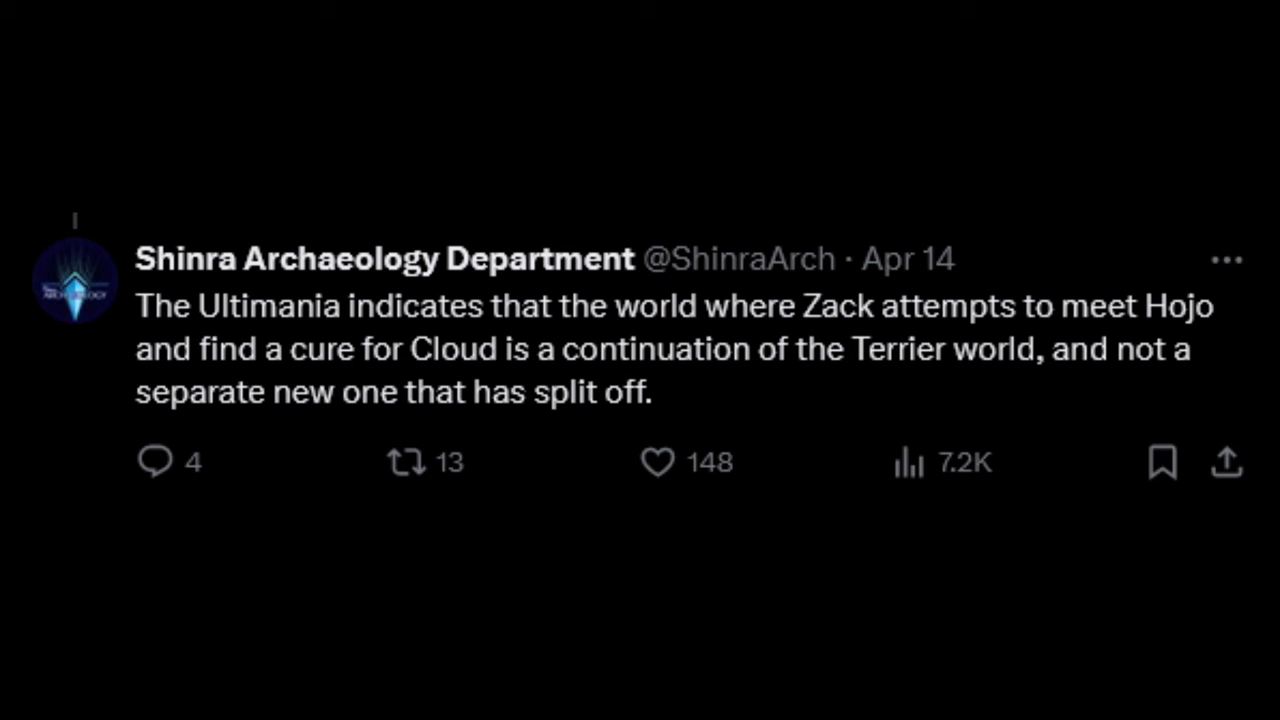 Shinra Archaeology Department @ShinraArch · Apr 14
The Ultimania indicates that the world where Zack attempts to meet Hojo
and find a cure for Cloud is a continuation of the Terrier world, and not a
separate new one that has split off.
4 13 148 7.2K